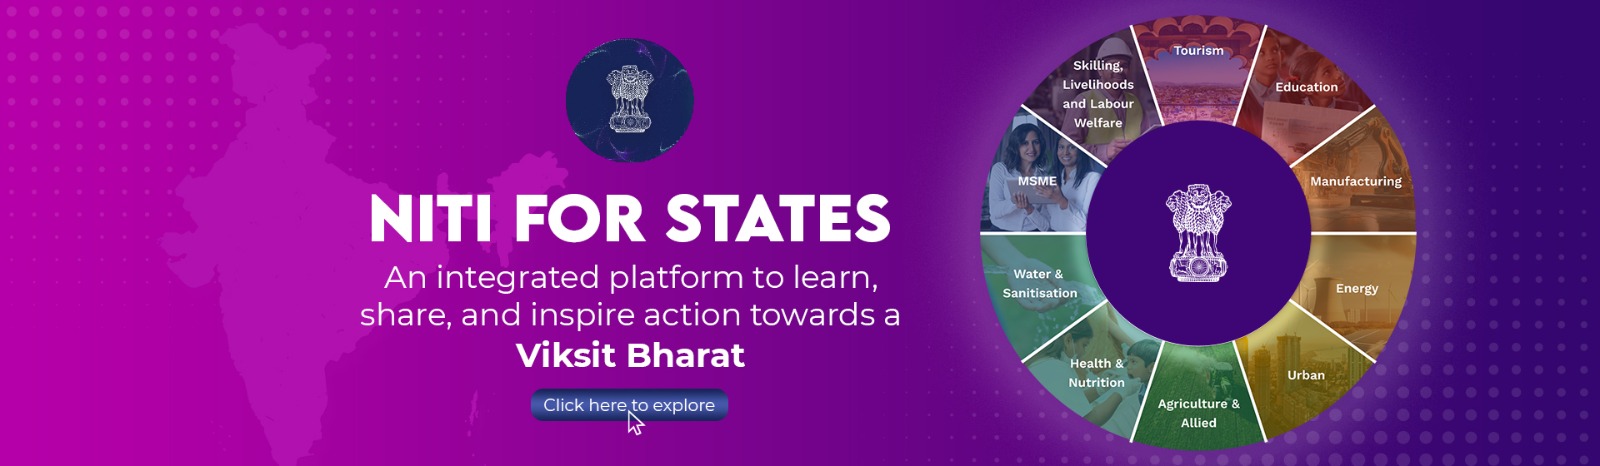 NITI FOR STATES
An integrated platform to learn,
share, and inspire action towards a
Viksit Bharat
Click here to explore
Tourism
Education
Manufacturing
Energy
Urban
Agriculture &
Allied
Health &
Nutrition
Water &
Sanitisation
MSME
Skilling,
Livelihoods
and Labour
Welfare